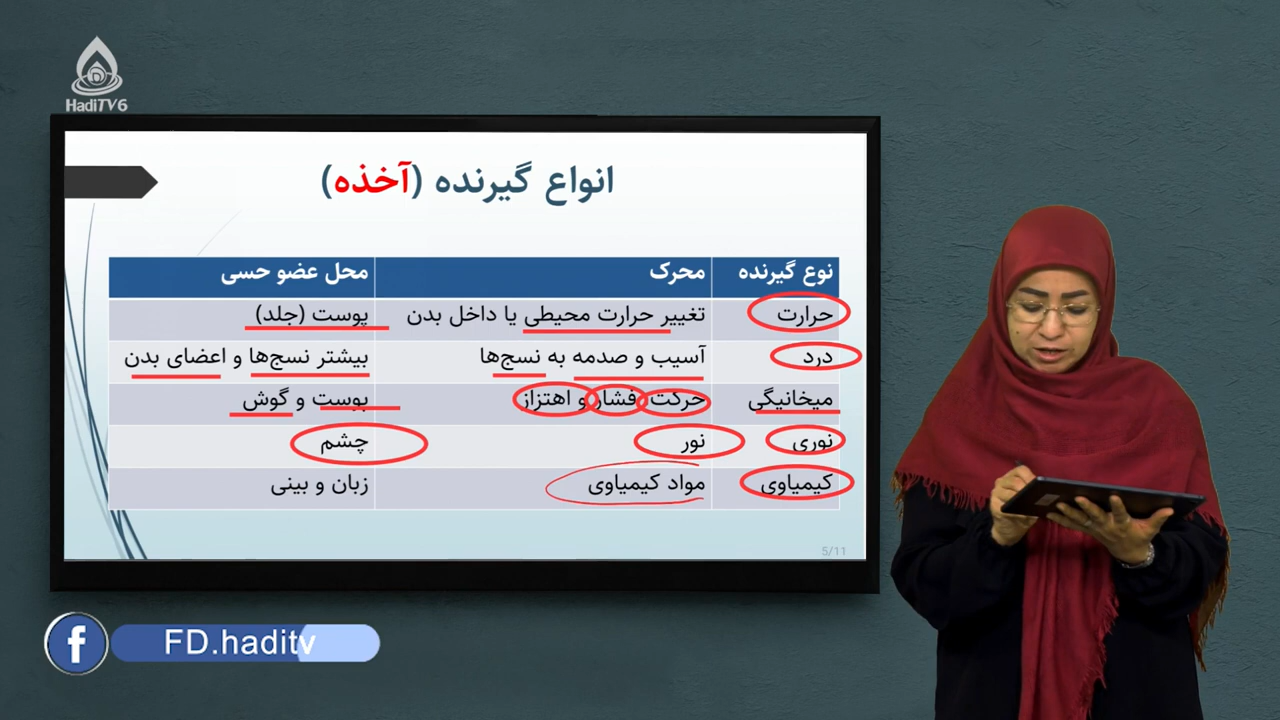 HadiTV6
انواع گیرنده (آخذه)
نوع گیرنده محرک محل عضو حسی
حرارت تغییر حرارت محیطی یا داخل بدن پوست (جلد)
درد آسیب و صدمه به نسج‌ها بیشتر نسج‌ها و اعضای بدن
میخانیگی حرکت فشار و اهتزاز پوست و گوش
نوری نور چشم
کیمیاوی مواد کیمیاوی زبان و بینی
5/11
f FD.haditv